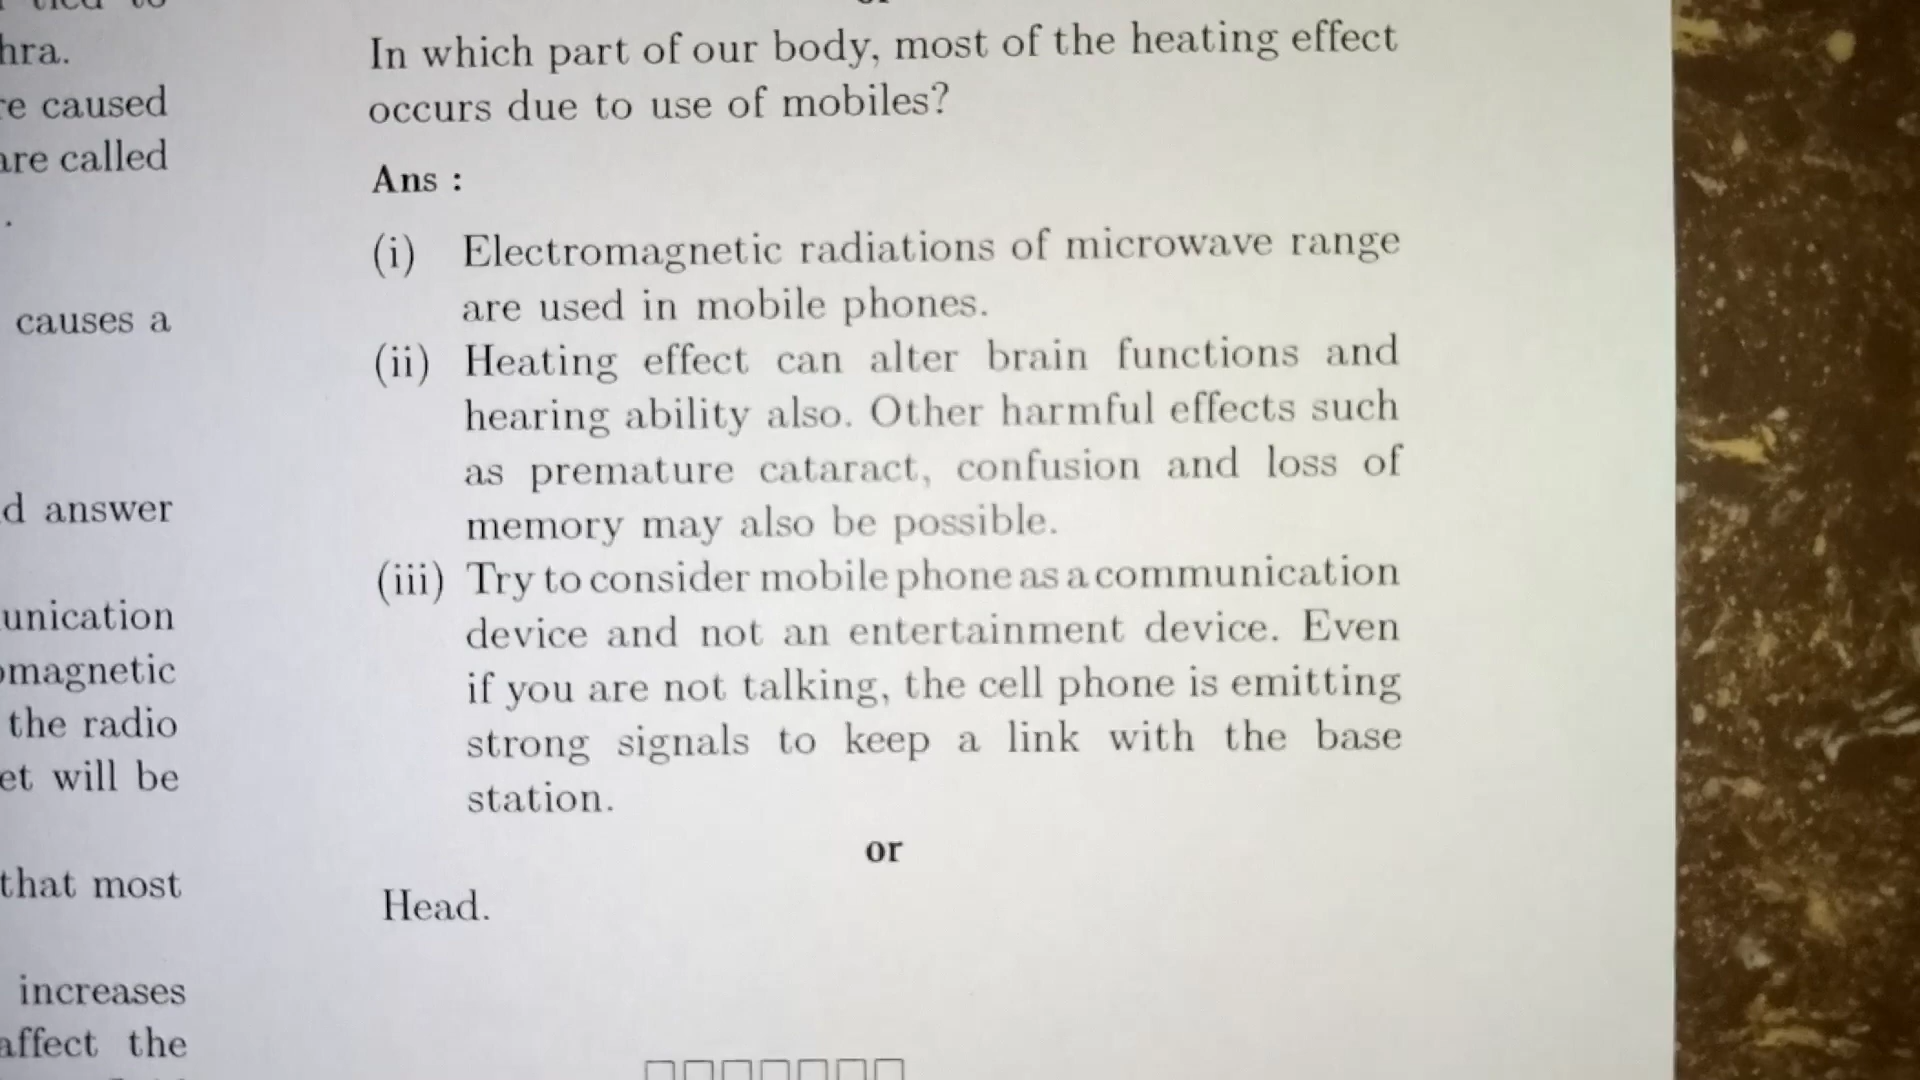 hra.
caused
are called
.
causes a
answer
the radio
will be
that most
increases
affect the
In which part of our body, most of the heating effect
occurs due to use of mobiles?
Ans :
(i) Electromagnetic radiations of microwave range
are used in mobile phones.
(ii) Heating effect can alter brain functions and
hearing ability also. Other harmful effects such
as premature cataract, confusion and loss of
memory may also be possible.
(iii) Try to consider mobile phone as a communication
device and not an entertainment device. Even
if you are not talking, the cell phone is emitting
strong signals to keep a link with the base
station.
or
Head.